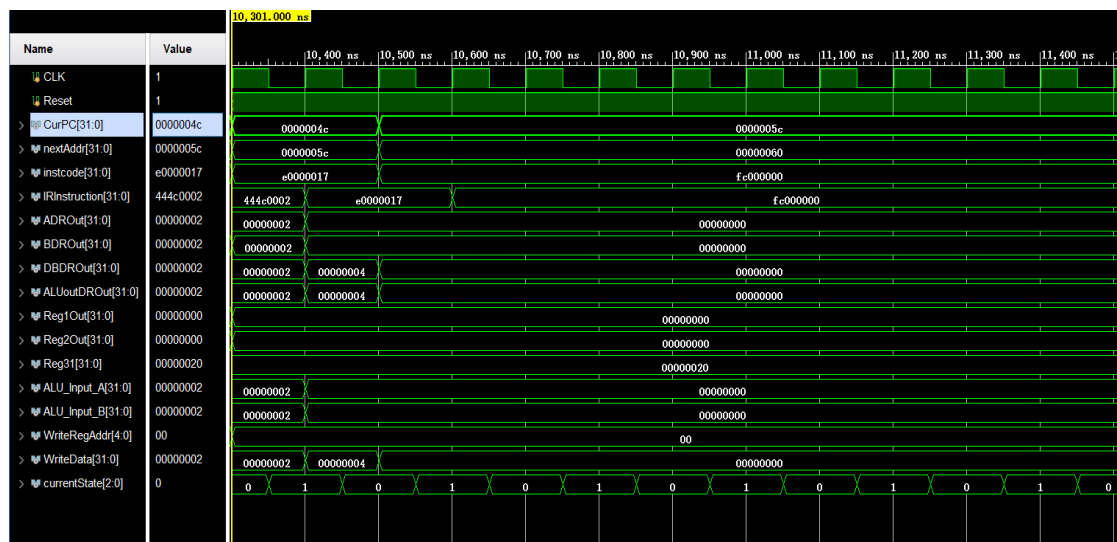 10,301.000 ns
Name Value
10,400 ns 10,500 ns 10,600 ns 10,700 ns 10,800 ns 10,900 ns 11,000 ns 11,100 ns 11,200 ns 11,300 ns 11,400 ns
CLK 1
Reset 1
CurPC[31:0] 0000004c 0000004c 0000005c
nextAddr[31:0] 0000005c 0000005c 00000060
instcode[31:0] e0000017 e0000017 fc000000
IRInstruction[31:0] 444c0002 444c0002 e0000017 fc000000
ADROut[31:0] 00000002 00000002 00000000
BDROut[31:0] 00000002 00000002 00000000
DBDROut[31:0] 00000002 00000002 00000004 00000000
ALUoutDROut[31:0] 00000002 00000002 00000004 00000000
Reg1Out[31:0] 00000000 00000000
Reg2Out[31:0] 00000000 00000000
Reg31[31:0] 00000020 00000020
ALU_Input_A[31:0] 00000002 00000002 00000000
ALU_Input_B[31:0] 00000002 00000002 00000000
WriteRegAddr[4:0] 00 00
WriteData[31:0] 00000002 00000002 00000004 00000000
currentState[2:0] 0 0 1 0 1 0 1 0 1 0 1 0 1 0